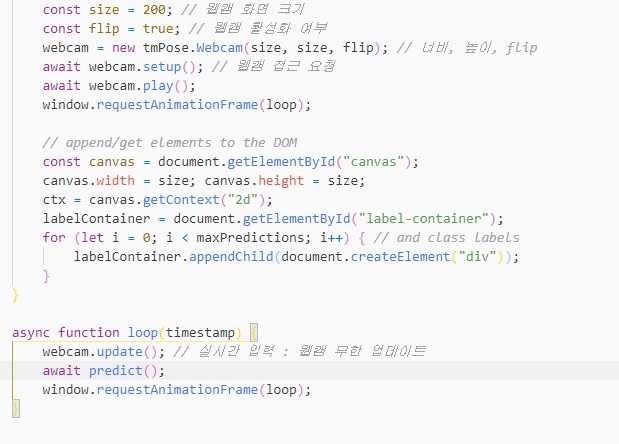 const size = 200; // 웹캠 화면 크기
const flip = true; // 웹캠 활성화 여부
webcam = new tmPose.Webcam(size, size, flip); // 너비, 높이, flip
await webcam.setup(); // 웹캠 접근 요청
await webcam.play();
window.requestAnimationFrame(loop);
// append/get elements to the DOM
const canvas = document.getElementById("canvas");
canvas.width = size; canvas.height = size;
ctx = canvas.getContext("2d");
labelContainer = document.getElementById("label-container");
for (let i = 0; i < maxPredictions; i++) { // and class labels
labelContainer.appendChild(document.createElement("div"));
}
}
async function loop(timestamp) {
webcam.update(); // 실시간 입력 : 웹캠 무한 업데이트
await predict();
window.requestAnimationFrame(loop);
}